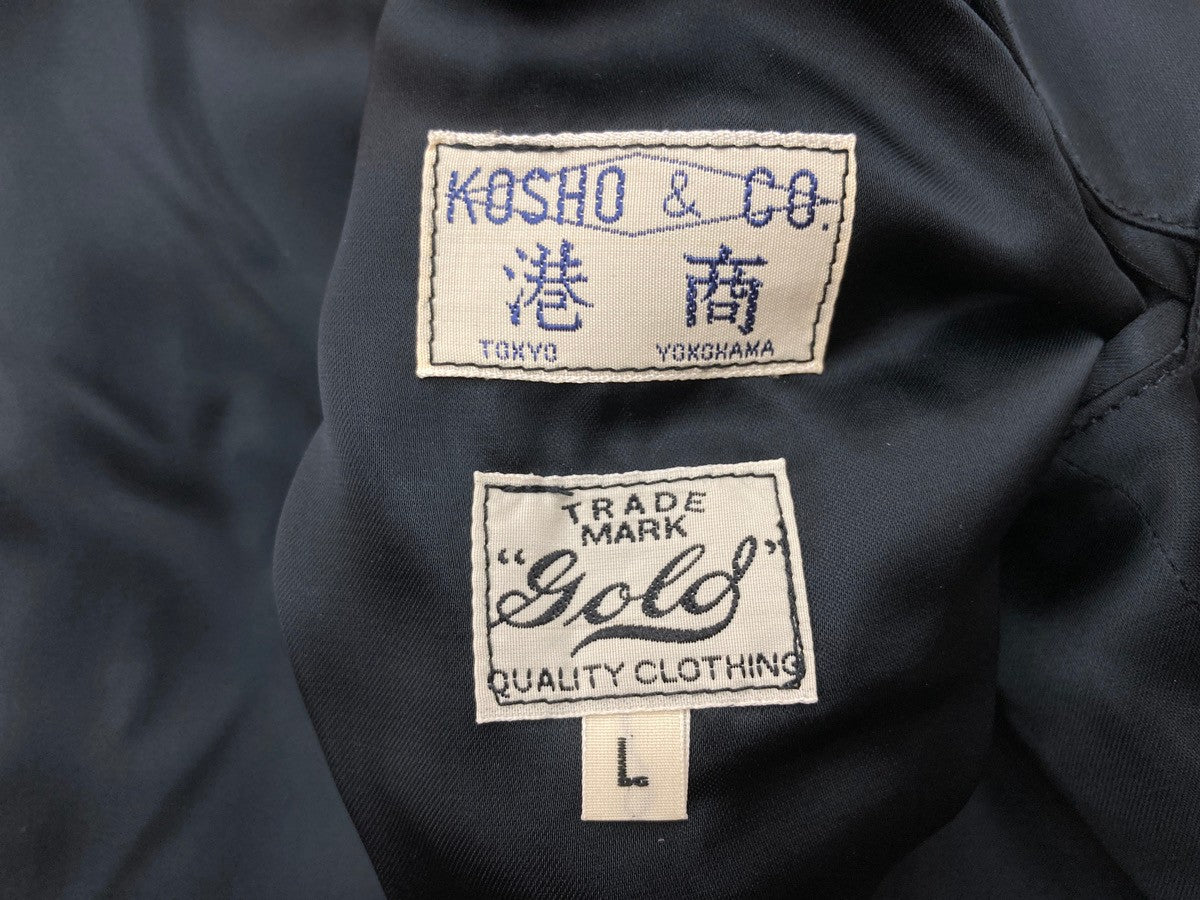 KOSHO & CO.
港商
TOKYO YOKOHAMA
TRADE
MARK
"Gold"
QUALITY CLOTHING
L